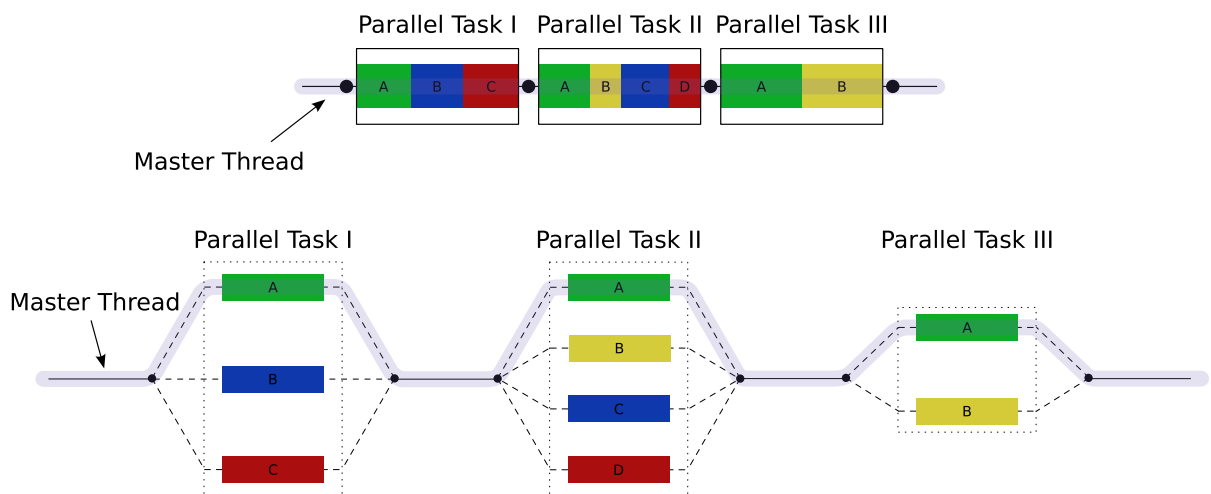 Parallel Task I Parallel Task II Parallel Task III
A B C A B C D A B
Master Thread
Parallel Task I Parallel Task II Parallel Task III
A A
Master Thread
A
B
B C B
C D